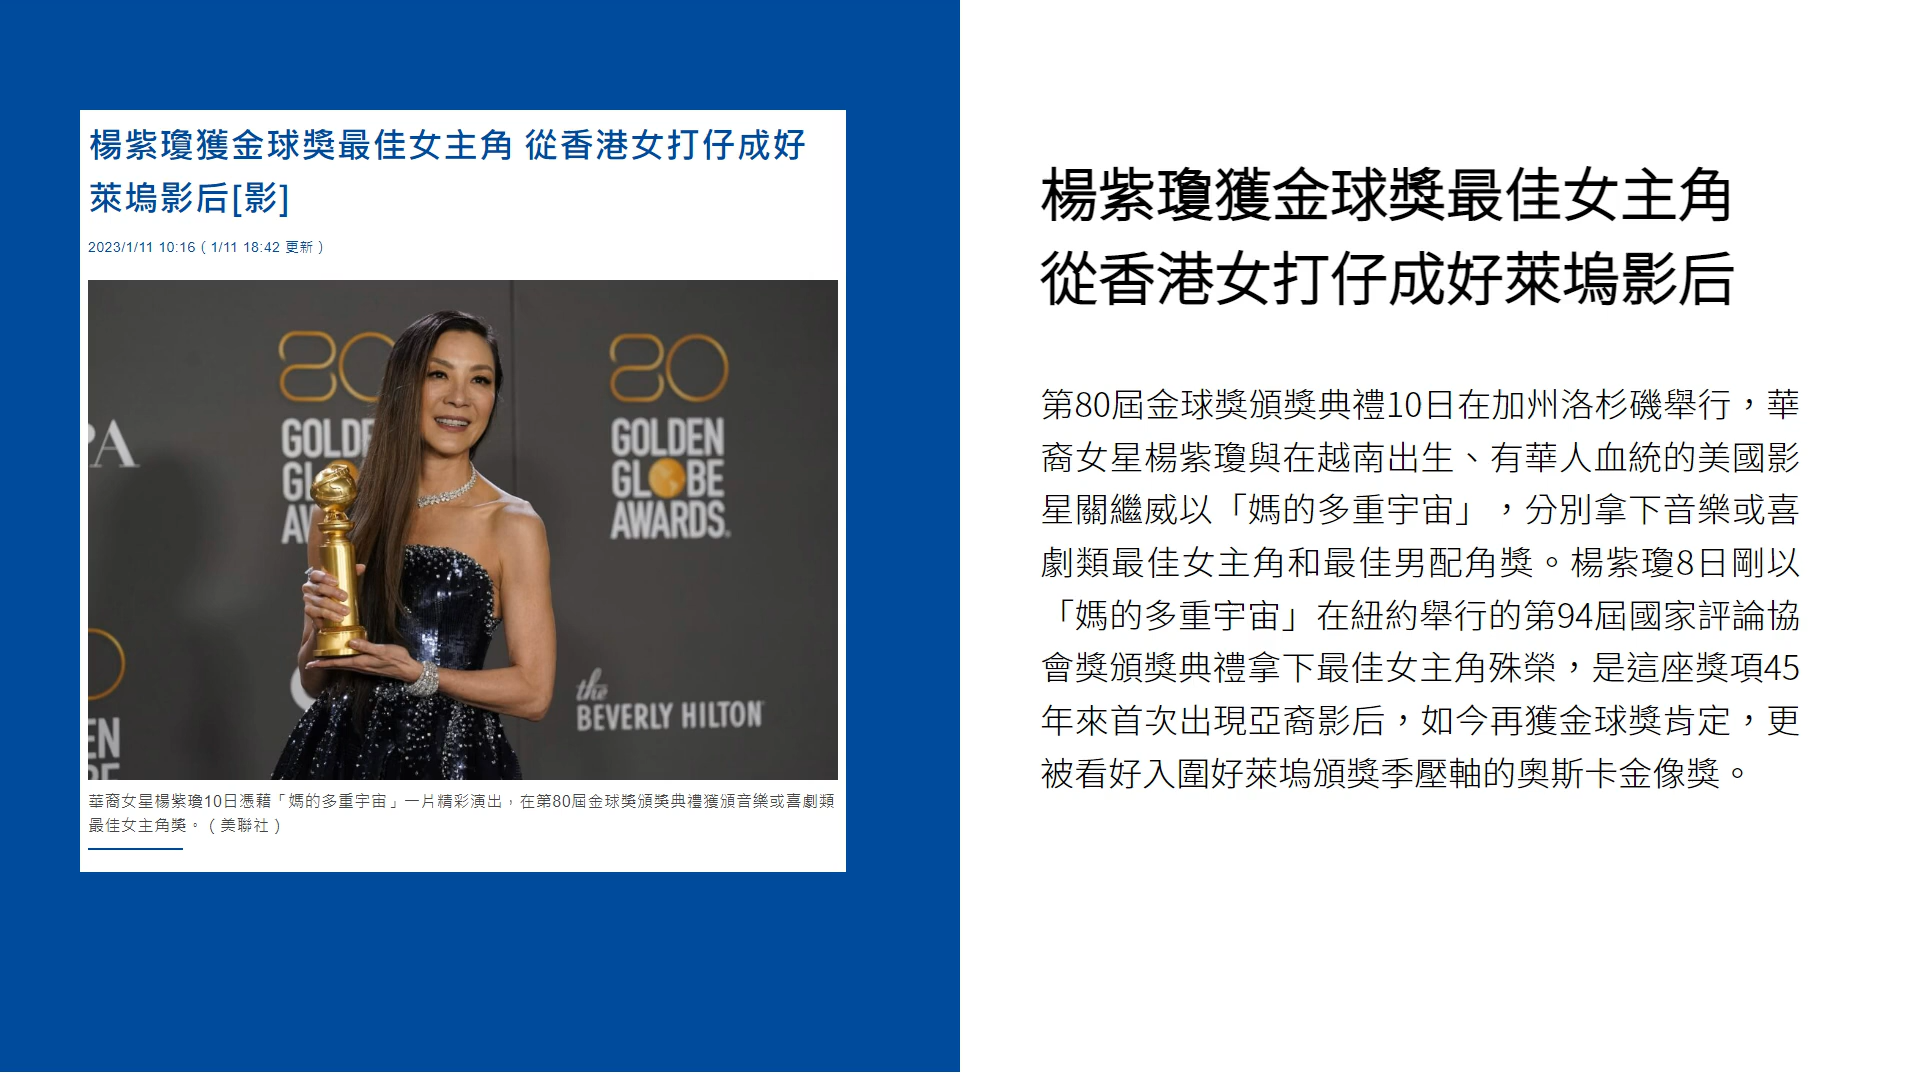 楊紫瓊獲金球獎最佳女主角 從香港女打仔成好
萊塢影后[影]
2023/1/11 10:16（1/11 18:42 更新）
80
80
GOLDEN
GLOBE
AWARDS.
the
BEVERLY HILTON
華裔女星楊紫瓊10日憑藉「媽的多重宇宙」一片精彩演出，在第80屆金球獎頒獎典禮獲頒音樂或喜劇類
最佳女主角獎。（美聯社）
楊紫瓊獲金球獎最佳女主角
從香港女打仔成好萊塢影后
第80屆金球獎頒獎典禮10日在加州洛杉磯舉行，華
裔女星楊紫瓊與在越南出生、有華人血統的美國影
星關繼威以「媽的多重宇宙」，分別拿下音樂或喜
劇類最佳女主角和最佳男配角獎。楊紫瓊8日剛以
「媽的多重宇宙」在紐約舉行的第94屆國家評論協
會獎頒獎典禮拿下最佳女主角殊榮，是這座獎項45
年來首次出現亞裔影后，如今再獲金球獎肯定，更
被看好入圍好萊塢頒獎季壓軸的奧斯卡金像獎。